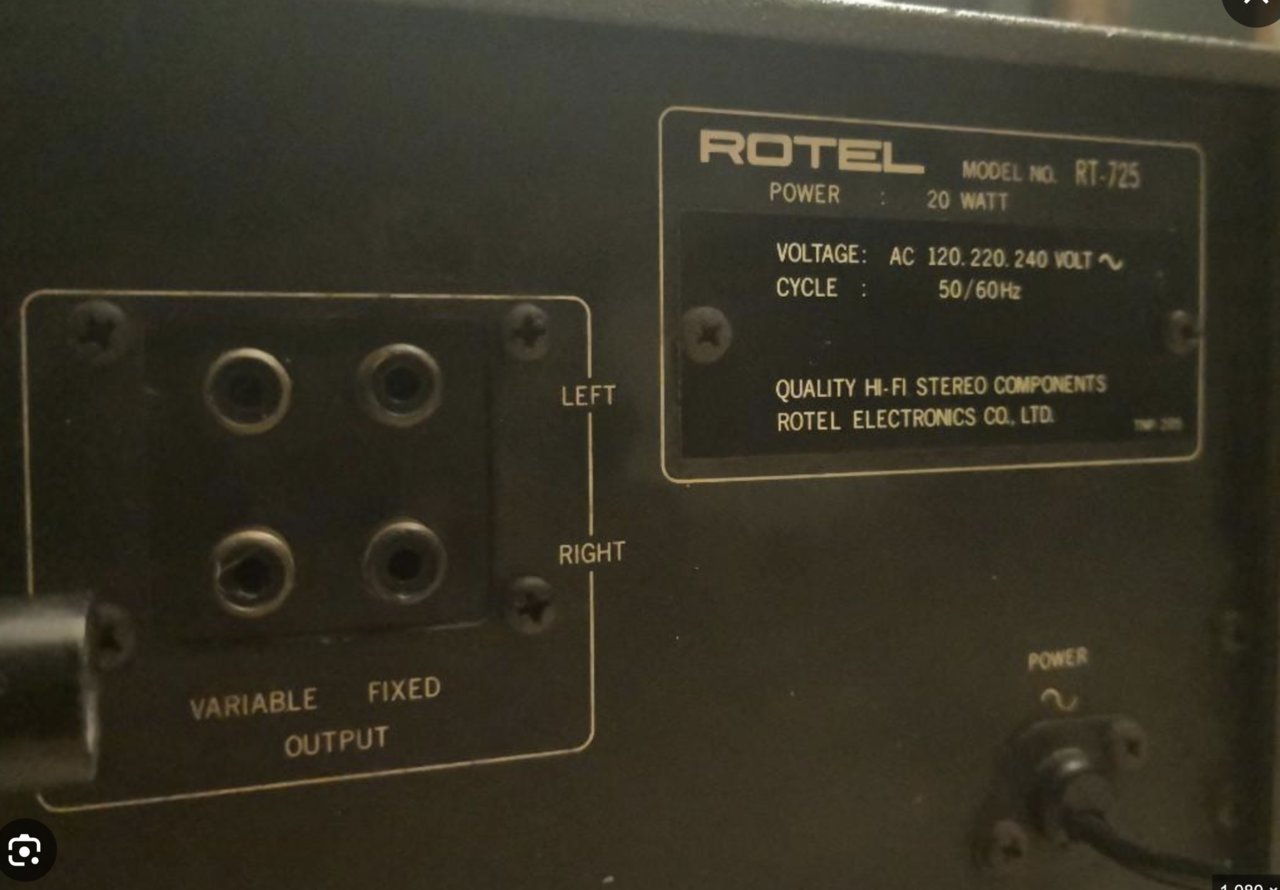 ROTEL MODEL NO. RT-725
POWER : 20 WATT
VOLTAGE: AC 120. 220. 240 VOLT ~
CYCLE : 50/60Hz
QUALITY HI-FI STEREO COMPONENTS
ROTEL ELECTRONICS CO., LTD.
LEFT
RIGHT
VARIABLE FIXED
OUTPUT
POWER
~